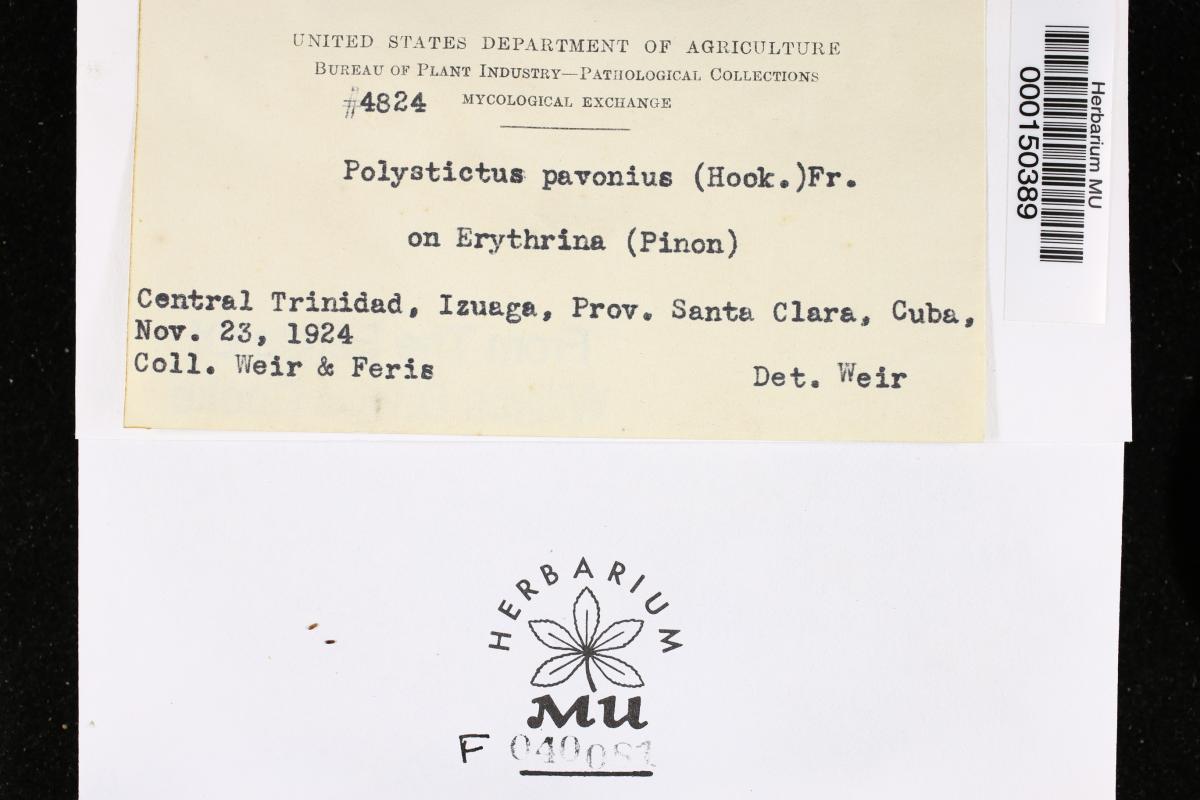 UNITED STATES DEPARTMENT OF AGRICULTURE
BUREAU OF PLANT INDUSTRY—PATHOLOGICAL COLLECTIONS
#4824 MYCOLOGICAL EXCHANGE
Polystictus pavonius (Hook.)Fr.
on Erythrina (Pinon)
Central Trinidad, Izuaga, Prov. Santa Clara, Cuba,
Nov. 23, 1924
Coll. Weir & Feris Det. Weir
Herbarium MU
000150389
HERBARIUM
MU
F 040081